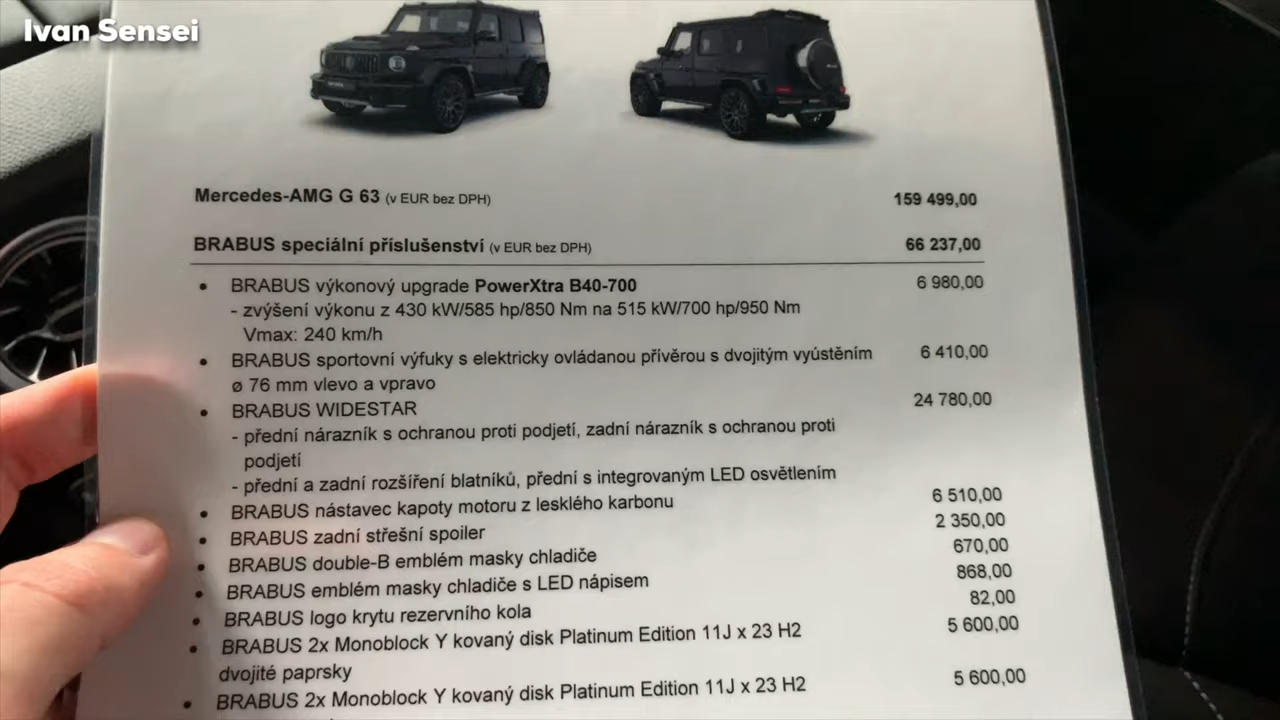 Ivan Sensei
Mercedes-AMG G 63 (v EUR bez DPH) 159 499,00
BRABUS speciální příslušenství (v EUR bez DPH) 66 237,00
• BRABUS výkonový upgrade PowerXtra B40-700 6 980,00
- zvýšení výkonu z 430 kW/585 hp/850 Nm na 515 kW/700 hp/950 Nm
Vmax: 240 km/h
• BRABUS sportovní výfuky s elektricky ovládanou přívěrou s dvojitým vyústěním 6 410,00
ø 76 mm vlevo a vpravo
• BRABUS WIDESTAR 24 780,00
- přední nárazník s ochranou proti podjetí, zadní nárazník s ochranou proti
podjetí
- přední a zadní rozšíření blatníků, přední s integrovaným LED osvětlením
• BRABUS nástavec kapoty motoru z lesklého karbonu 6 510,00
• BRABUS zadní střešní spoiler 2 350,00
• BRABUS double-B emblém masky chladiče 670,00
• BRABUS emblém masky chladiče s LED nápisem 868,00
• BRABUS logo krytu rezervního kola 82,00
• BRABUS 2x Monoblock Y kovaný disk Platinum Edition 11J x 23 H2 5 600,00
dvojité paprsky
• BRABUS 2x Monoblock Y kovaný disk Platinum Edition 11J x 23 H2 5 600,00